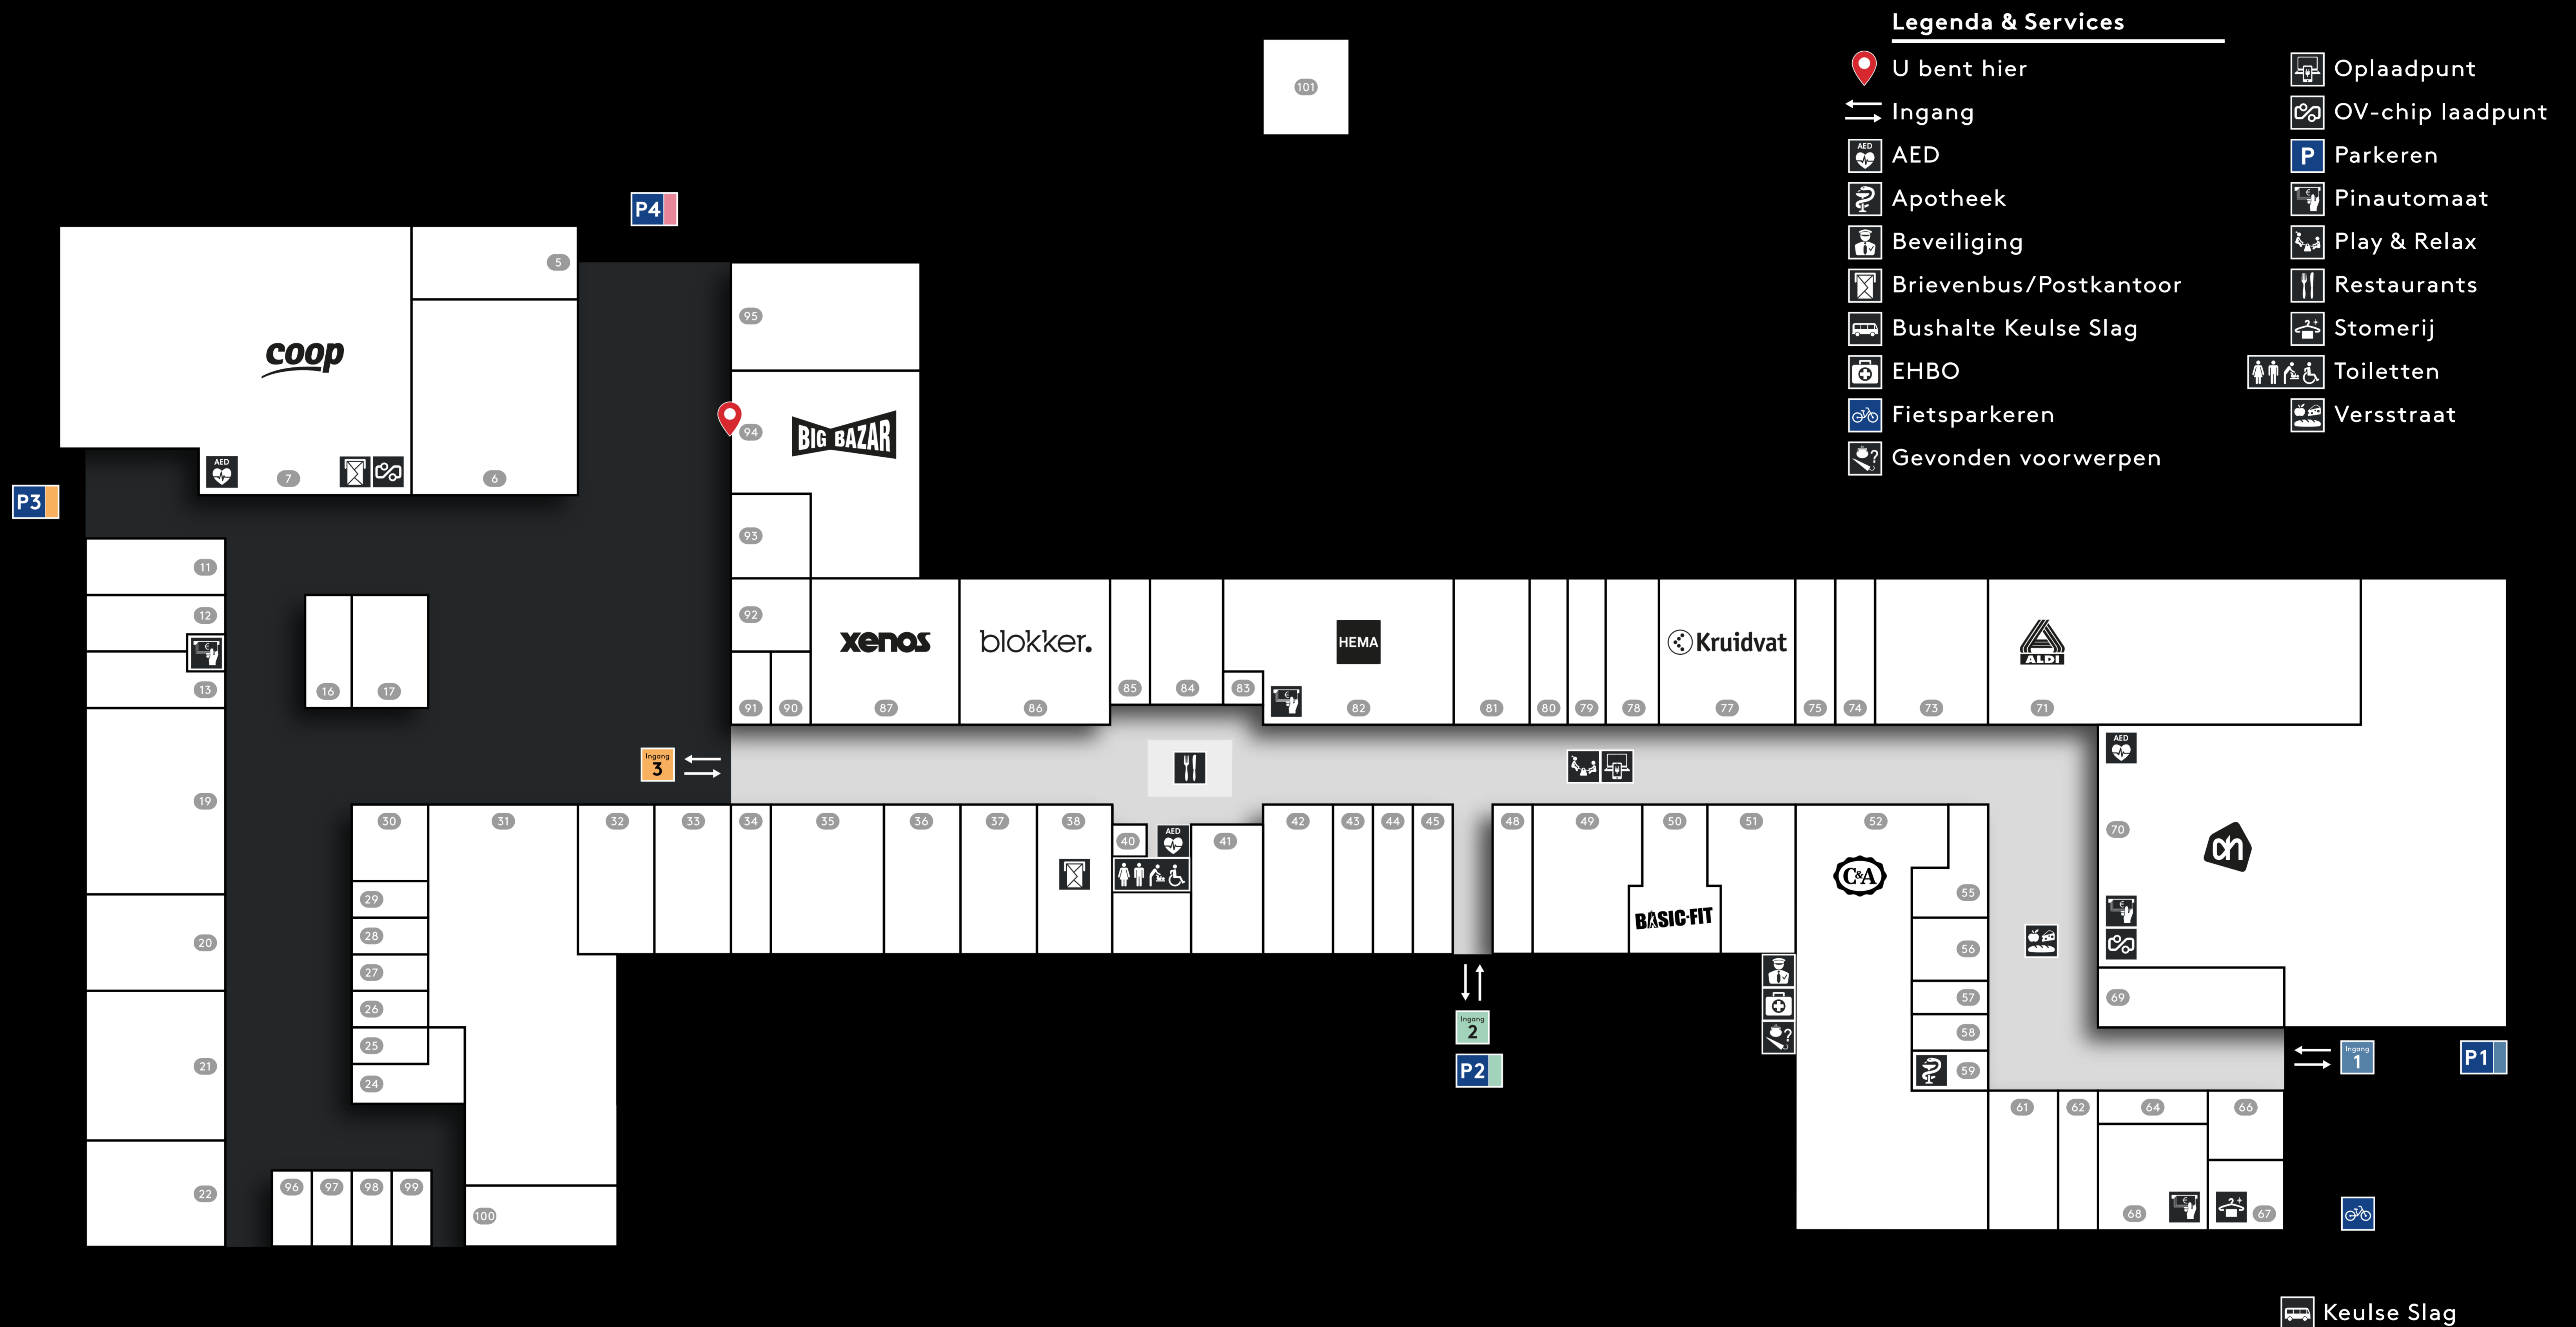 Legenda & Services
U bent hier
Ingang
AED AED
Apotheek
Beveiliging
Brievenbus/Postkantoor
Bushalte Keulse Slag
EHBO
Fietsparkeren
Gevonden voorwerpen
Oplaadpunt
OV-chip laadpunt
P Parkeren
Pinautomaat
Play & Relax
Restaurants
Stomerij
Toiletten
Versstraat
101
P4
5
coop
95
94 BIG BAZAR
AED
7
6
P3
93
11
12
13
16
17
92
91
90
xenos
87
blokker.
86
85
84
83
HEMA
82
81
80
79
78
Kruidvat
77
75
74
73
ALDI
71
Ingang
3
AED
70
ah
69
19
20
21
22
30
31
32
33
34
35
36
37
38
40
AED
41
42
43
44
45
48
49
50
BASIC-FIT
51
52
C&A
55
56
57
58
59
29
28
27
26
25
24
Ingang
2
P2
Ingang
1
P1
61
62
64
66
68
67
96
97
98
99
100
Keulse Slag